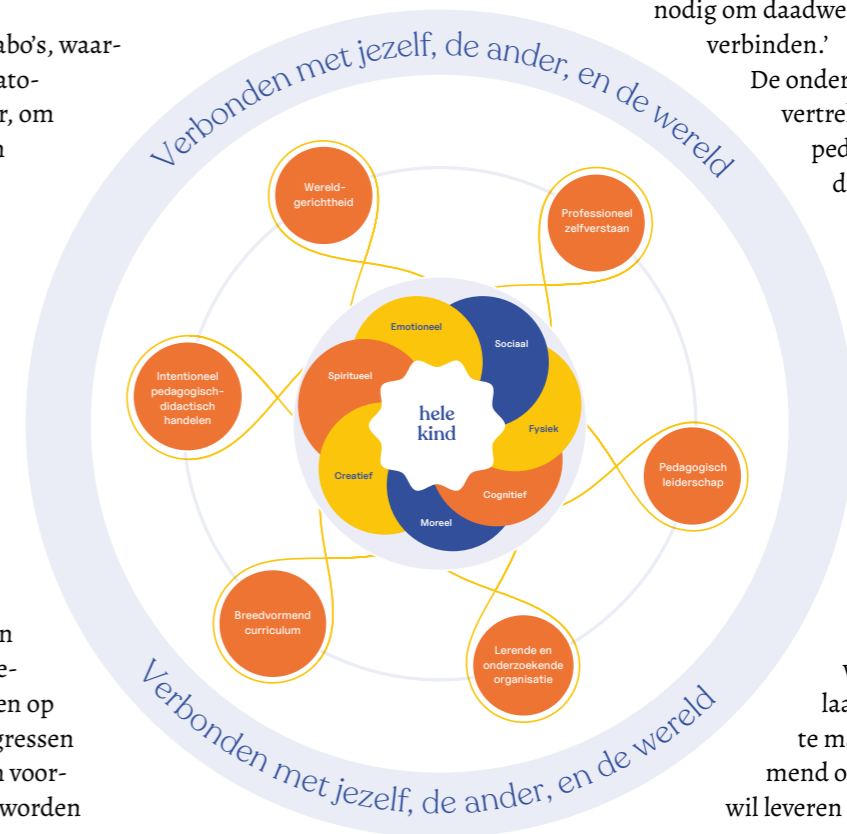 abo's, waar-
ato-
r, om
n
nodig om daadwe
verbinden.'
De onder
vertrel
ped
d
Verbonden met jezelf, de ander, en de wereld
Wereld-
gerichtheid
Professioneel
zelfverstaan
Emotioneel
Sociaal
Spiritueel
Intentioneel
pedagogisch-
didactisch
handelen
hele
kind
Fysiek
Pedagogisch
leiderschap
Creatief
Cognitief
Moreel
Breedvormend
curriculum
Lerende en
onderzoekende
organisatie
Verbonden met jezelf, de ander, en de wereld
n
e-
en op
gressen
n voor-
worden
v
laa
te ma
mend o
wil leveren